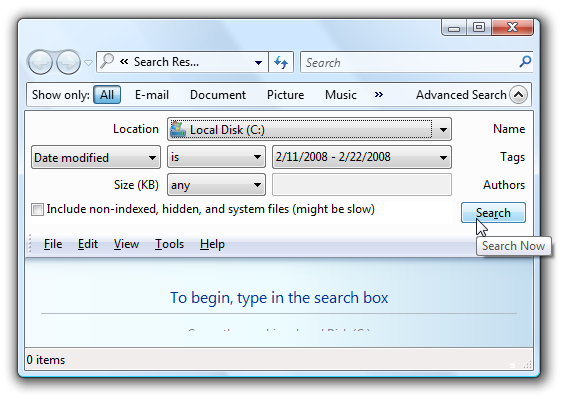 « Search Res...
Search
Show only: All E-mail Document Picture Music » Advanced Search
Location Local Disk (C:) Name
Date modified is 2/11/2008 - 2/22/2008 Tags
Size (KB) any Authors
Include non-indexed, hidden, and system files (might be slow)
Search
Search Now
File Edit View Tools Help
To begin, type in the search box
0 items